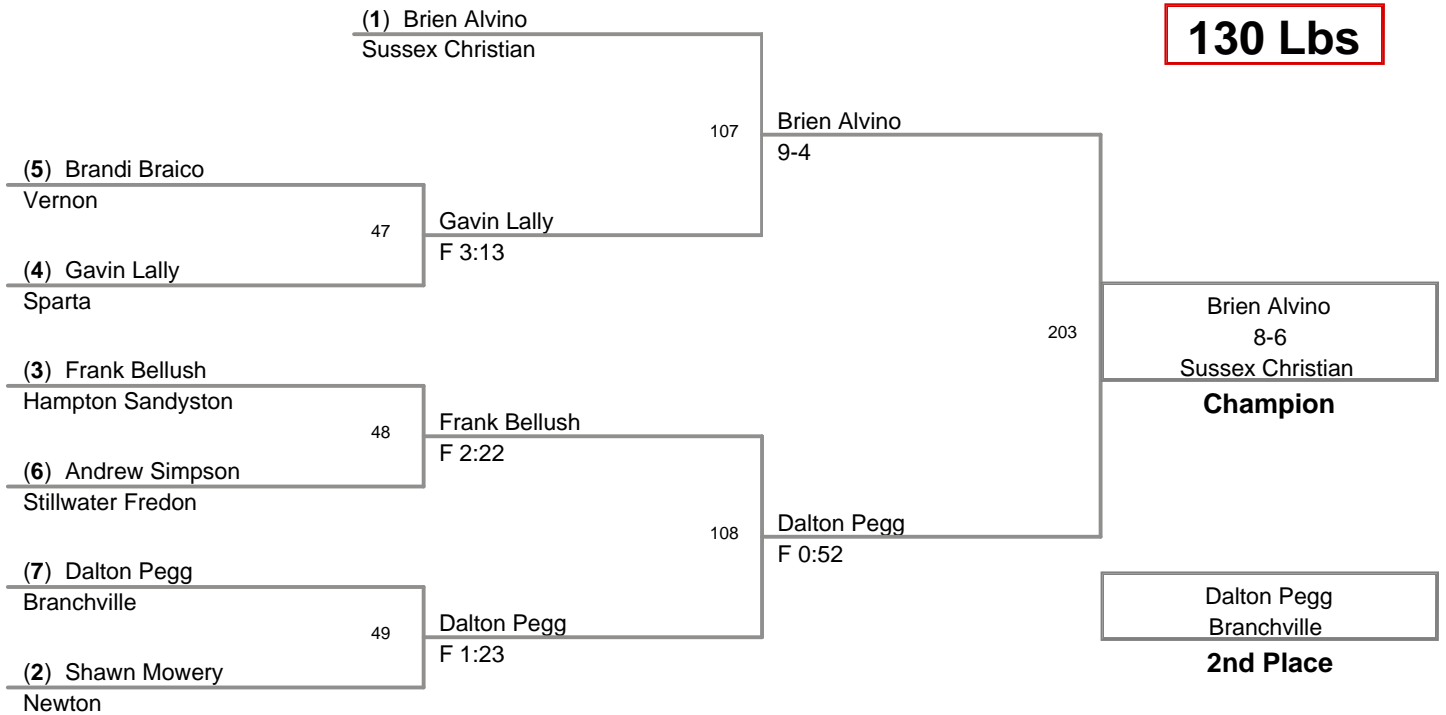 (1) Brien Alvino
Sussex Christian
130 Lbs
107
Brien Alvino
9-4
(5) Brandi Braico
Vernon
47
Gavin Lally
F 3:13
(4) Gavin Lally
Sparta
203
Brien Alvino
8-6
Sussex Christian
Champion
(3) Frank Bellush
Hampton Sandyston
48
Frank Bellush
F 2:22
(6) Andrew Simpson
Stillwater Fredon
108
Dalton Pegg
F 0:52
(7) Dalton Pegg
Branchville
49
Dalton Pegg
F 1:23
(2) Shawn Mowery
Newton
Dalton Pegg
Branchville
2nd Place